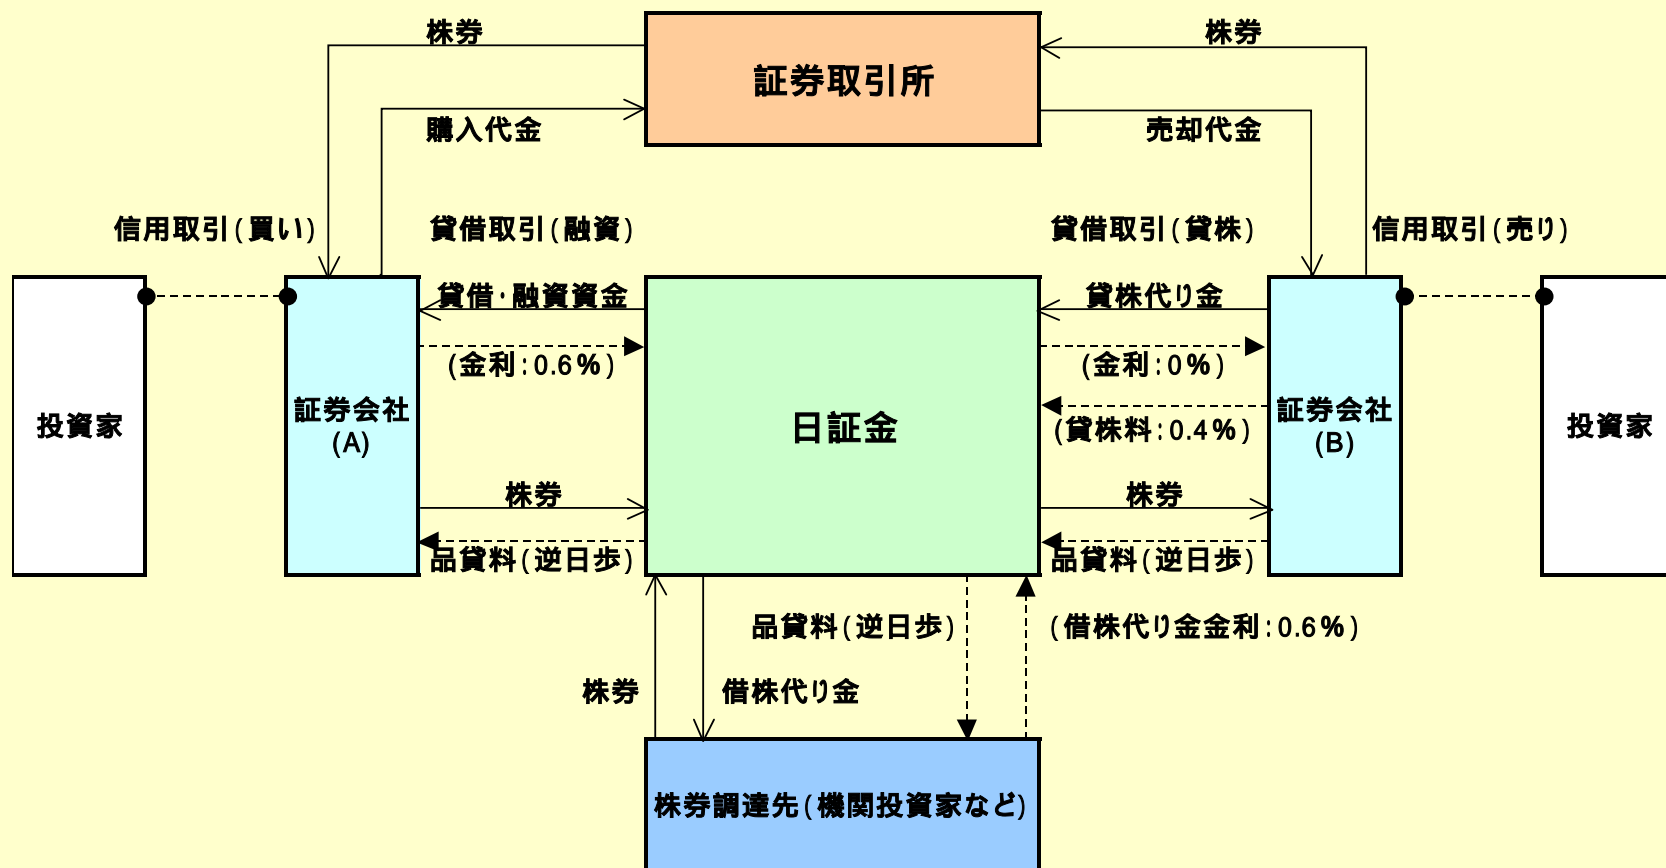 株券
証券取引所
株券
購入代金
売却代金
信用取引(買い)
貸借取引(融資)
貸借取引(貸株)
信用取引(売り)
貸借・融資資金
貸株代り金
(金利:0.6%)
(金利:0%)
投資家
証券会社
(A)
日証金
(貸株料:0.4%)
証券会社
(B)
投資家
株券
株券
品貸料(逆日歩)
品貸料(逆日歩)
品貸料(逆日歩)
(借株代り金金利:0.6%)
株券
借株代り金
株券調達先(機関投資家など)